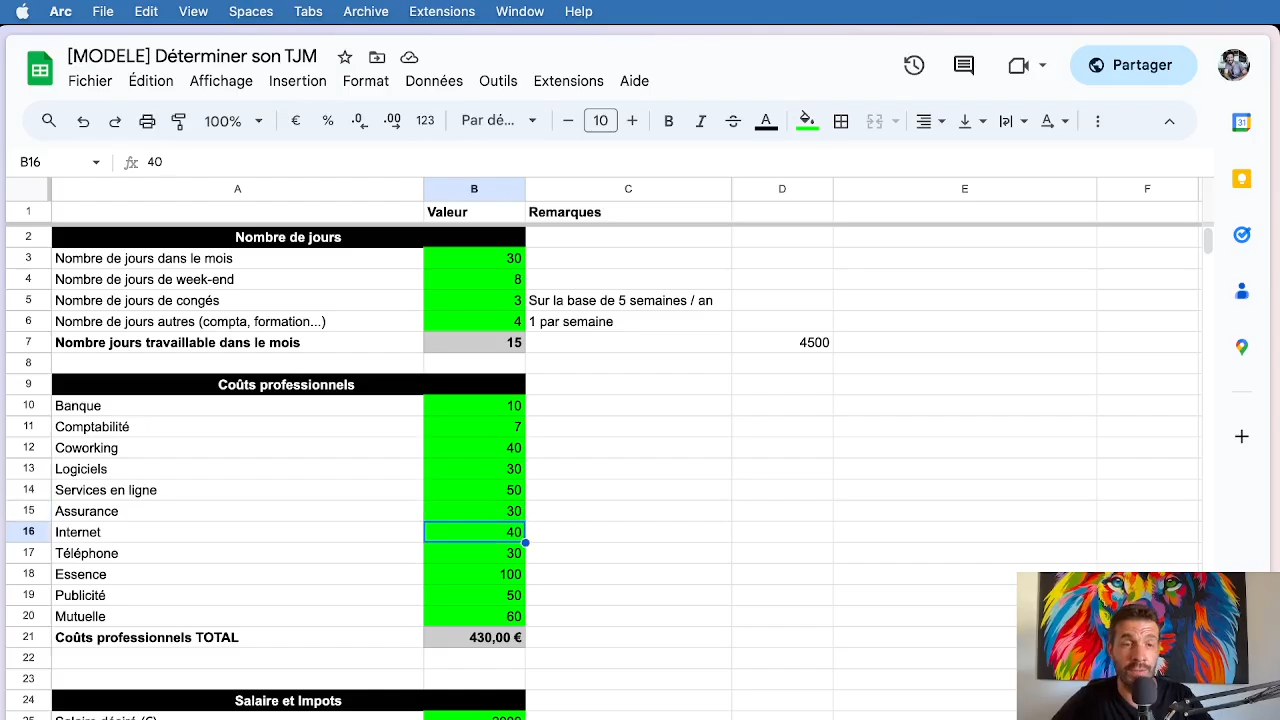 Arc File Edit View Spaces Tabs Archive Extensions Window Help
[MODELE] Déterminer son TJM
Fichier Édition Affichage Insertion Format Données Outils Extensions Aide
Partager
100% € % .0 .00 123 Par dé... 10 B I S A
B16 fx 40
A B C D E F
1 Valeur Remarques
2 Nombre de jours
3 Nombre de jours dans le mois 30
4 Nombre de jours de week-end 8
5 Nombre de jours de congés 3 Sur la base de 5 semaines / an
6 Nombre de jours autres (compta, formation...) 4 1 par semaine
7 Nombre jours travaillable dans le mois 15 4500
8
9 Coûts professionnels
10 Banque 10
11 Comptabilité 7
12 Coworking 40
13 Logiciels 30
14 Services en ligne 50
15 Assurance 30
16 Internet 40
17 Téléphone 30
18 Essence 100
19 Publicité 50
20 Mutuelle 60
21 Coûts professionnels TOTAL 430,00 €
22
23
24 Salaire et Impots
25 Salaire désiré (€)